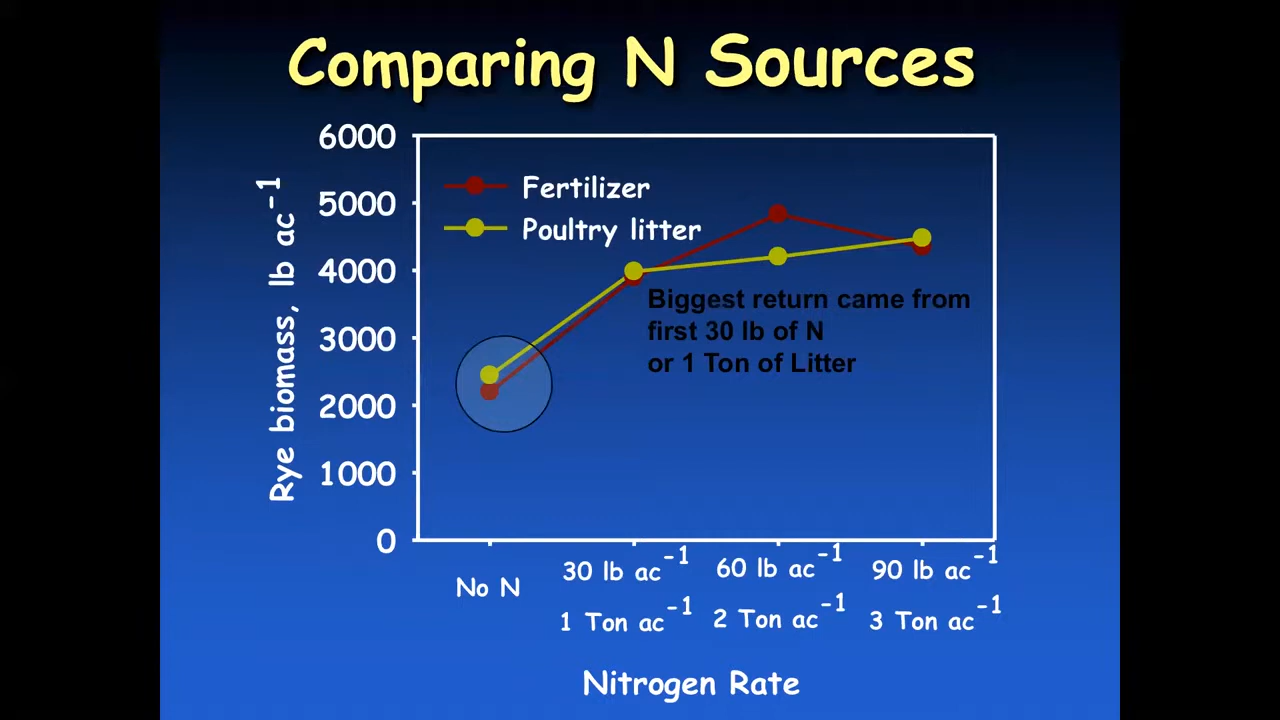 Comparing N Sources
6000
5000
4000
3000
2000
1000
0
Rye biomass, lb ac⁻¹
Fertilizer
Poultry litter
Biggest return came from
first 30 lb of N
or 1 Ton of Litter
No N
30 lb ac⁻¹ 60 lb ac⁻¹ 90 lb ac⁻¹
1 Ton ac⁻¹ 2 Ton ac⁻¹ 3 Ton ac⁻¹
Nitrogen Rate